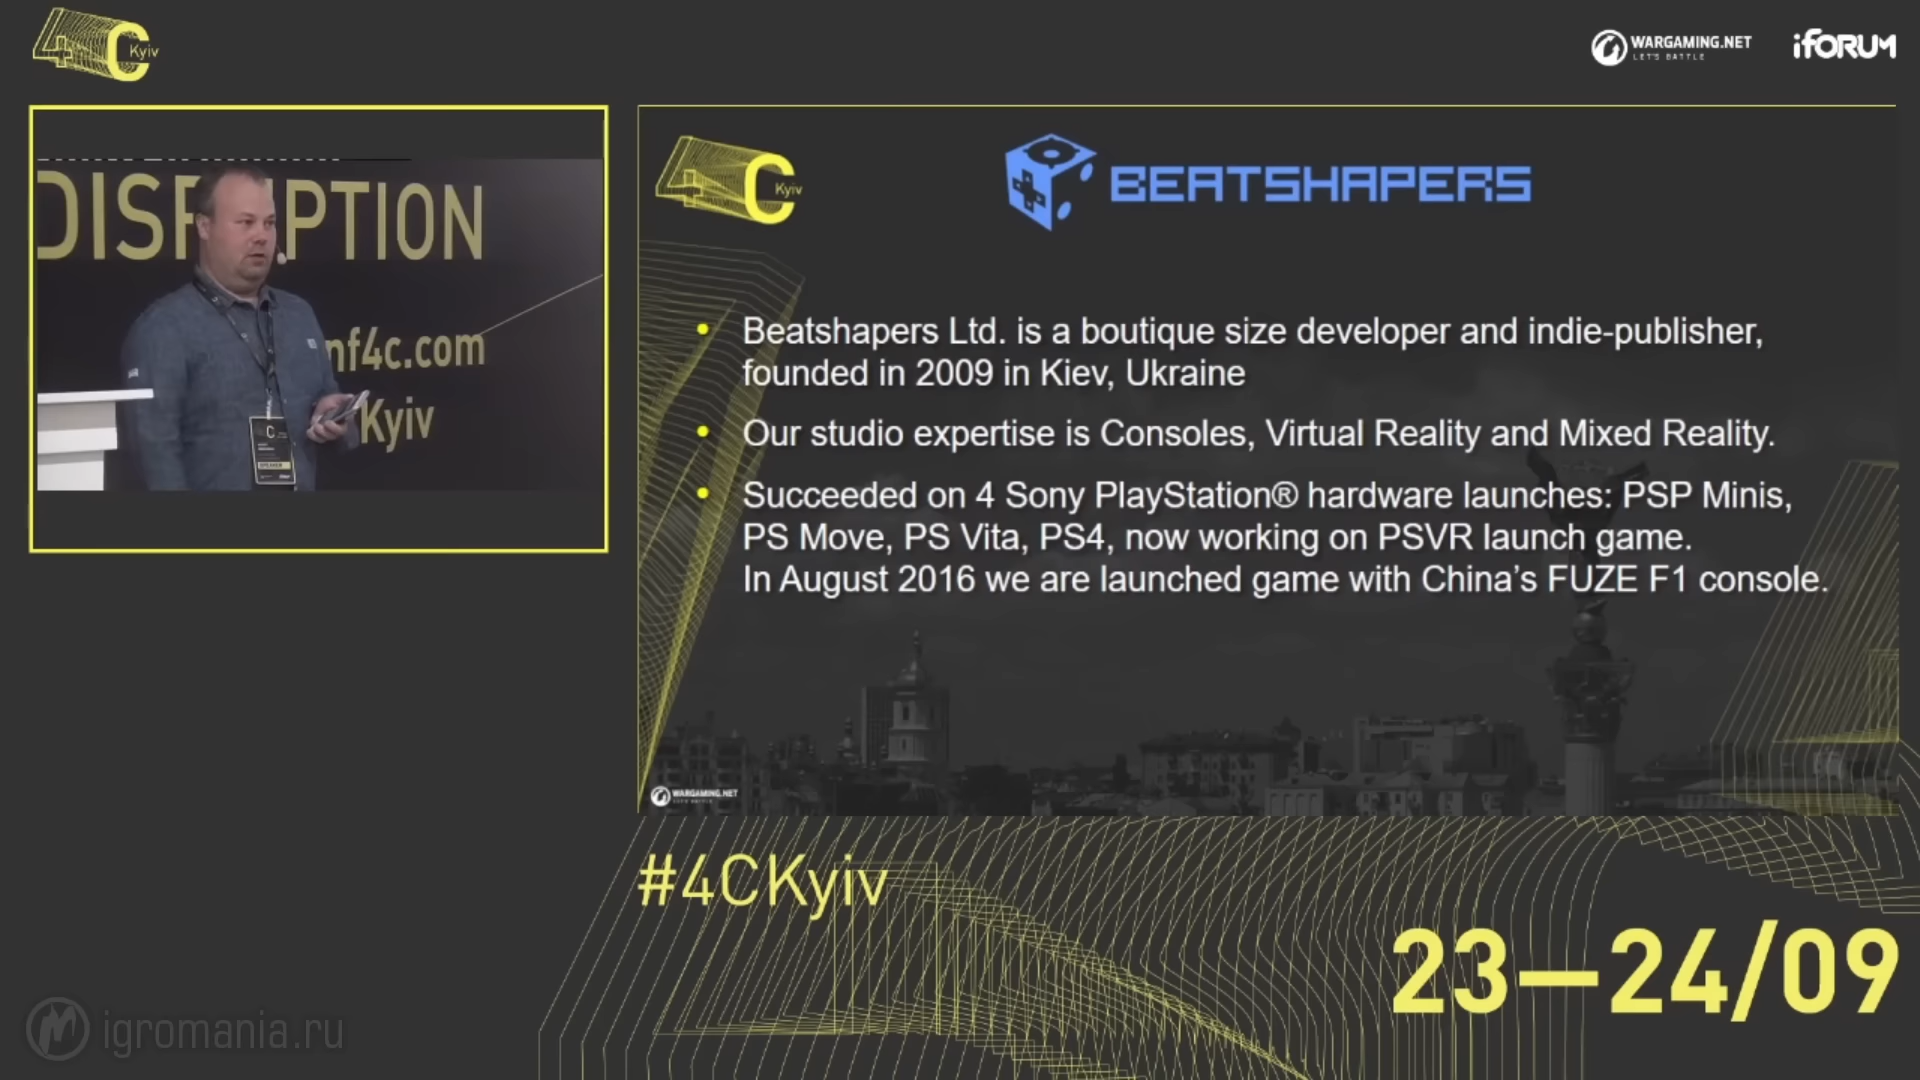 4C Kyiv
WARGAMING.NET
LET'S BATTLE
iFORUM
DISRUPTION
nf4c.com
Kyiv
C
SPEAKER
4C Kyiv
BEATSHAPERS
• Beatshapers Ltd. is a boutique size developer and indie-publisher,
founded in 2009 in Kiev, Ukraine
• Our studio expertise is Consoles, Virtual Reality and Mixed Reality.
• Succeeded on 4 Sony PlayStation® hardware launches: PSP Minis,
PS Move, PS Vita, PS4, now working on PSVR launch game.
In August 2016 we are launched game with China's FUZE F1 console.
WARGAMING.NET
LET'S BATTLE
#4CKyiv
23—24/09
igromania.ru